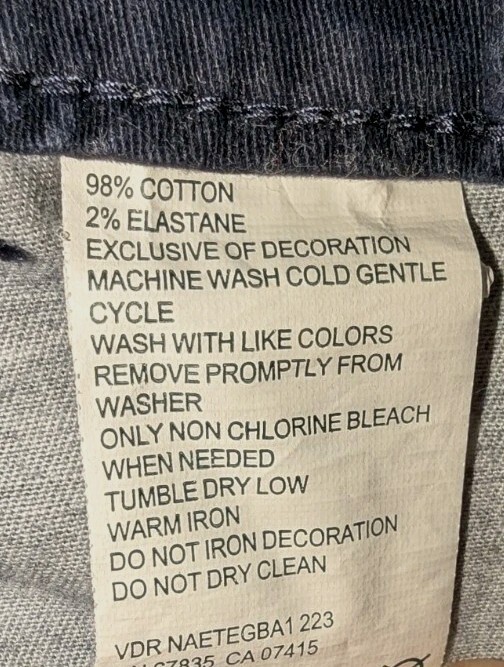 98% COTTON
2% ELASTANE
EXCLUSIVE OF DECORATION
MACHINE WASH COLD GENTLE
CYCLE
WASH WITH LIKE COLORS
REMOVE PROMPTLY FROM
WASHER
ONLY NON CHLORINE BLEACH
WHEN NEEDED
TUMBLE DRY LOW
WARM IRON
DO NOT IRON DECORATION
DO NOT DRY CLEAN
VDR NAETEGBA1 223
CA 07415